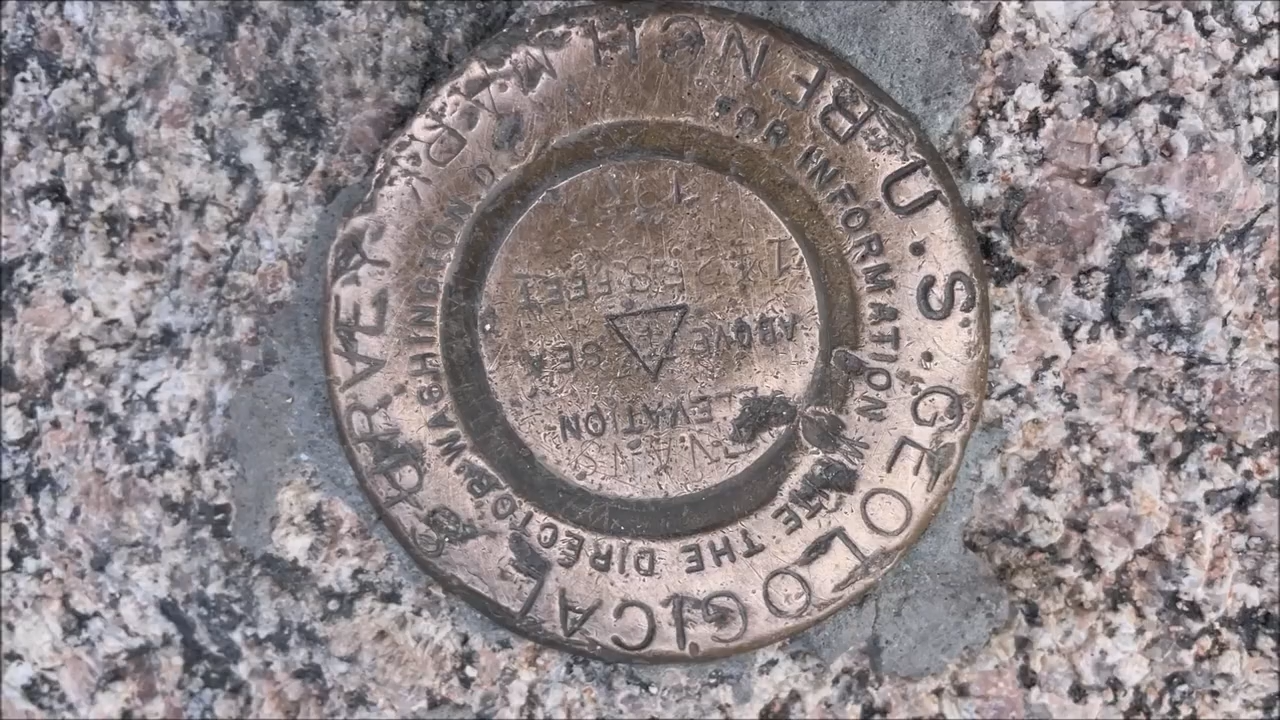 U.S. GEOLOGICAL SURVEY
BENCH MARK
FOR INFORMATION WRITE THE DIRECTOR, WASHINGTON, D.C.
ELEVATION
ABOVE SEA
FEET